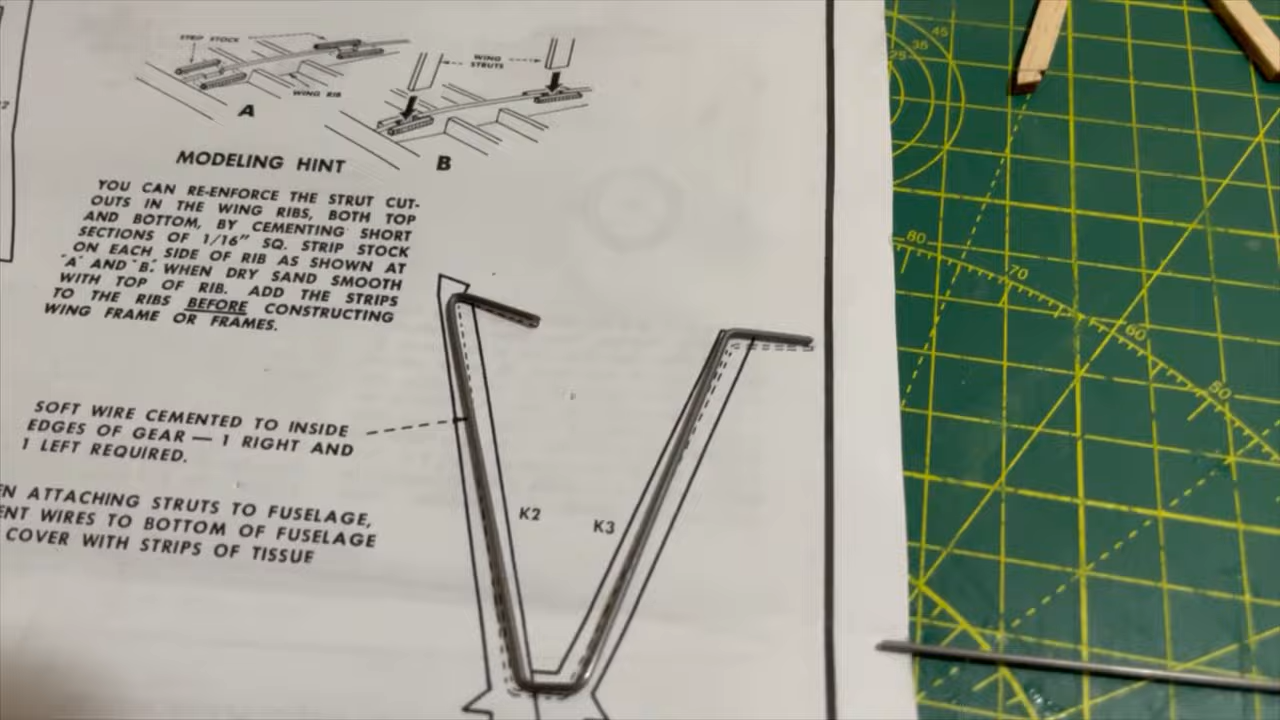 STRIP STOCK
WING RIB
A
WING
STRUTS
B
MODELING HINT
YOU CAN RE-ENFORCE THE STRUT CUT-
OUTS IN THE WING RIBS, BOTH TOP
AND BOTTOM, BY CEMENTING SHORT
SECTIONS OF 1/16" SQ. STRIP STOCK
ON EACH SIDE OF RIB AS SHOWN AT
"A" AND "B". WHEN DRY SAND SMOOTH
WITH TOP OF RIB. ADD THE STRIPS
TO THE RIBS BEFORE CONSTRUCTING
WING FRAME OR FRAMES.
SOFT WIRE CEMENTED TO INSIDE
EDGES OF GEAR — 1 RIGHT AND
1 LEFT REQUIRED.
EN ATTACHING STRUTS TO FUSELAGE,
ENT WIRES TO BOTTOM OF FUSELAGE
COVER WITH STRIPS OF TISSUE
K2
K3
45
35
25
80
70
60
50